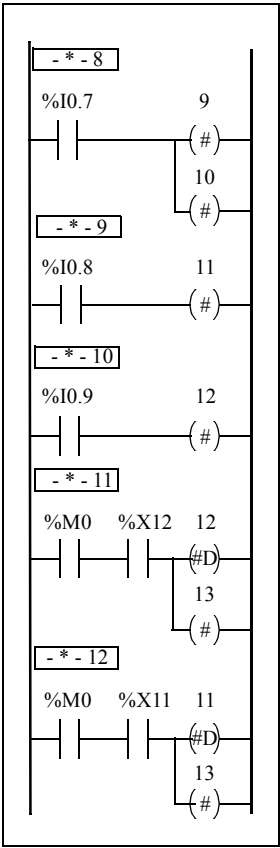 - * - 8
%I0.7 9
#
10
#
- * - 9
%I0.8 11
#
- * - 10
%I0.9 12
#
- * - 11
%M0 %X12 12
#D
13
#
- * - 12
%M0 %X11 11
#D
13
#